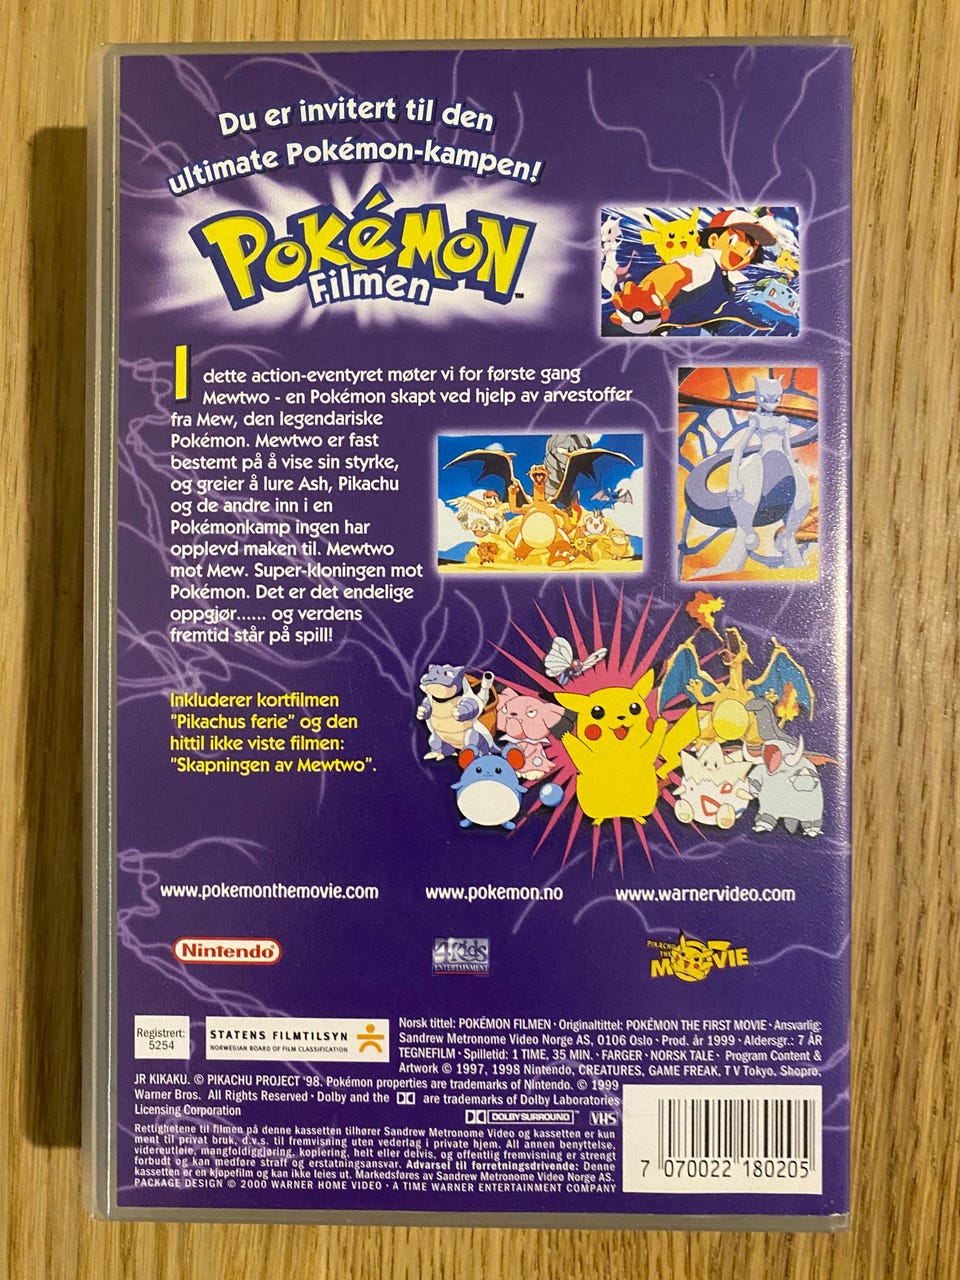 Du er invitert til den
ultimate Pokémon-kampen!
POKéMON
Filmen
™
I dette action-eventyret møter vi for første gang
Mewtwo - en Pokémon skapt ved hjelp av arvestoffer
fra Mew, den legendariske
Pokémon. Mewtwo er fast
bestemt på å vise sin styrke,
og greier å lure Ash, Pikachu
og de andre inn i en
Pokémonkamp ingen har
opplevd maken til. Mewtwo
mot Mew. Super-kloningen mot
Pokémon. Det er det endelige
oppgjør...... og verdens
fremtid står på spill!
Inkluderer kortfilmen
"Pikachus ferie" og den
hittil ikke viste filmen:
"Skapningen av Mewtwo".
www.pokemonthemovie.com www.pokemon.no www.warnervideo.com
Nintendo
4Kids
ENTERTAINMENT
PIKACHU
THE
MOVIE
Registrert:
5254
STATENS FILMTILSYN
NORWEGIAN BOARD OF FILM CLASSIFICATION
Norsk tittel: POKÉMON FILMEN · Originaltittel: POKÉMON THE FIRST MOVIE · Ansvarlig:
Sandrew Metronome Video Norge AS, 0106 Oslo · Prod. år 1999 · Aldersgr.: 7 ÅR
TEGNEFILM · Spilletid: 1 TIME, 35 MIN. · FARGER · NORSK TALE · Program Content &
Artwork © 1997, 1998 Nintendo, CREATURES, GAME FREAK, TV Tokyo, Shopro,
JR KIKAKU. © PIKACHU PROJECT '98. Pokémon properties are trademarks of Nintendo. © 1999
Warner Bros. All Rights Reserved · Dolby and the are trademarks of Dolby Laboratories
Licensing Corporation
DOLBY SURROUND™ VHS
Rettighetene til filmen på denne kassetten tilhører Sandrew Metronome Video og kassetten er kun
ment til privat bruk, d.v.s. til fremvisning uten vederlag i private hjem. All annen benyttelse,
videreutleie, mangfoldiggjøring, kopiering, helt eller delvis, og offentlig fremvisning er strengt
forbudt og kan medføre straff og erstatningsansvar. Advarsel til forretningsdrivende: Denne
kassetten er en kjøpefilm og kan ikke leies ut. Markedsføres av Sandrew Metronome Video Norge AS.
PACKAGE DESIGN © 2000 WARNER HOME VIDEO · A TIME WARNER ENTERTAINMENT COMPANY
7 070022 180205